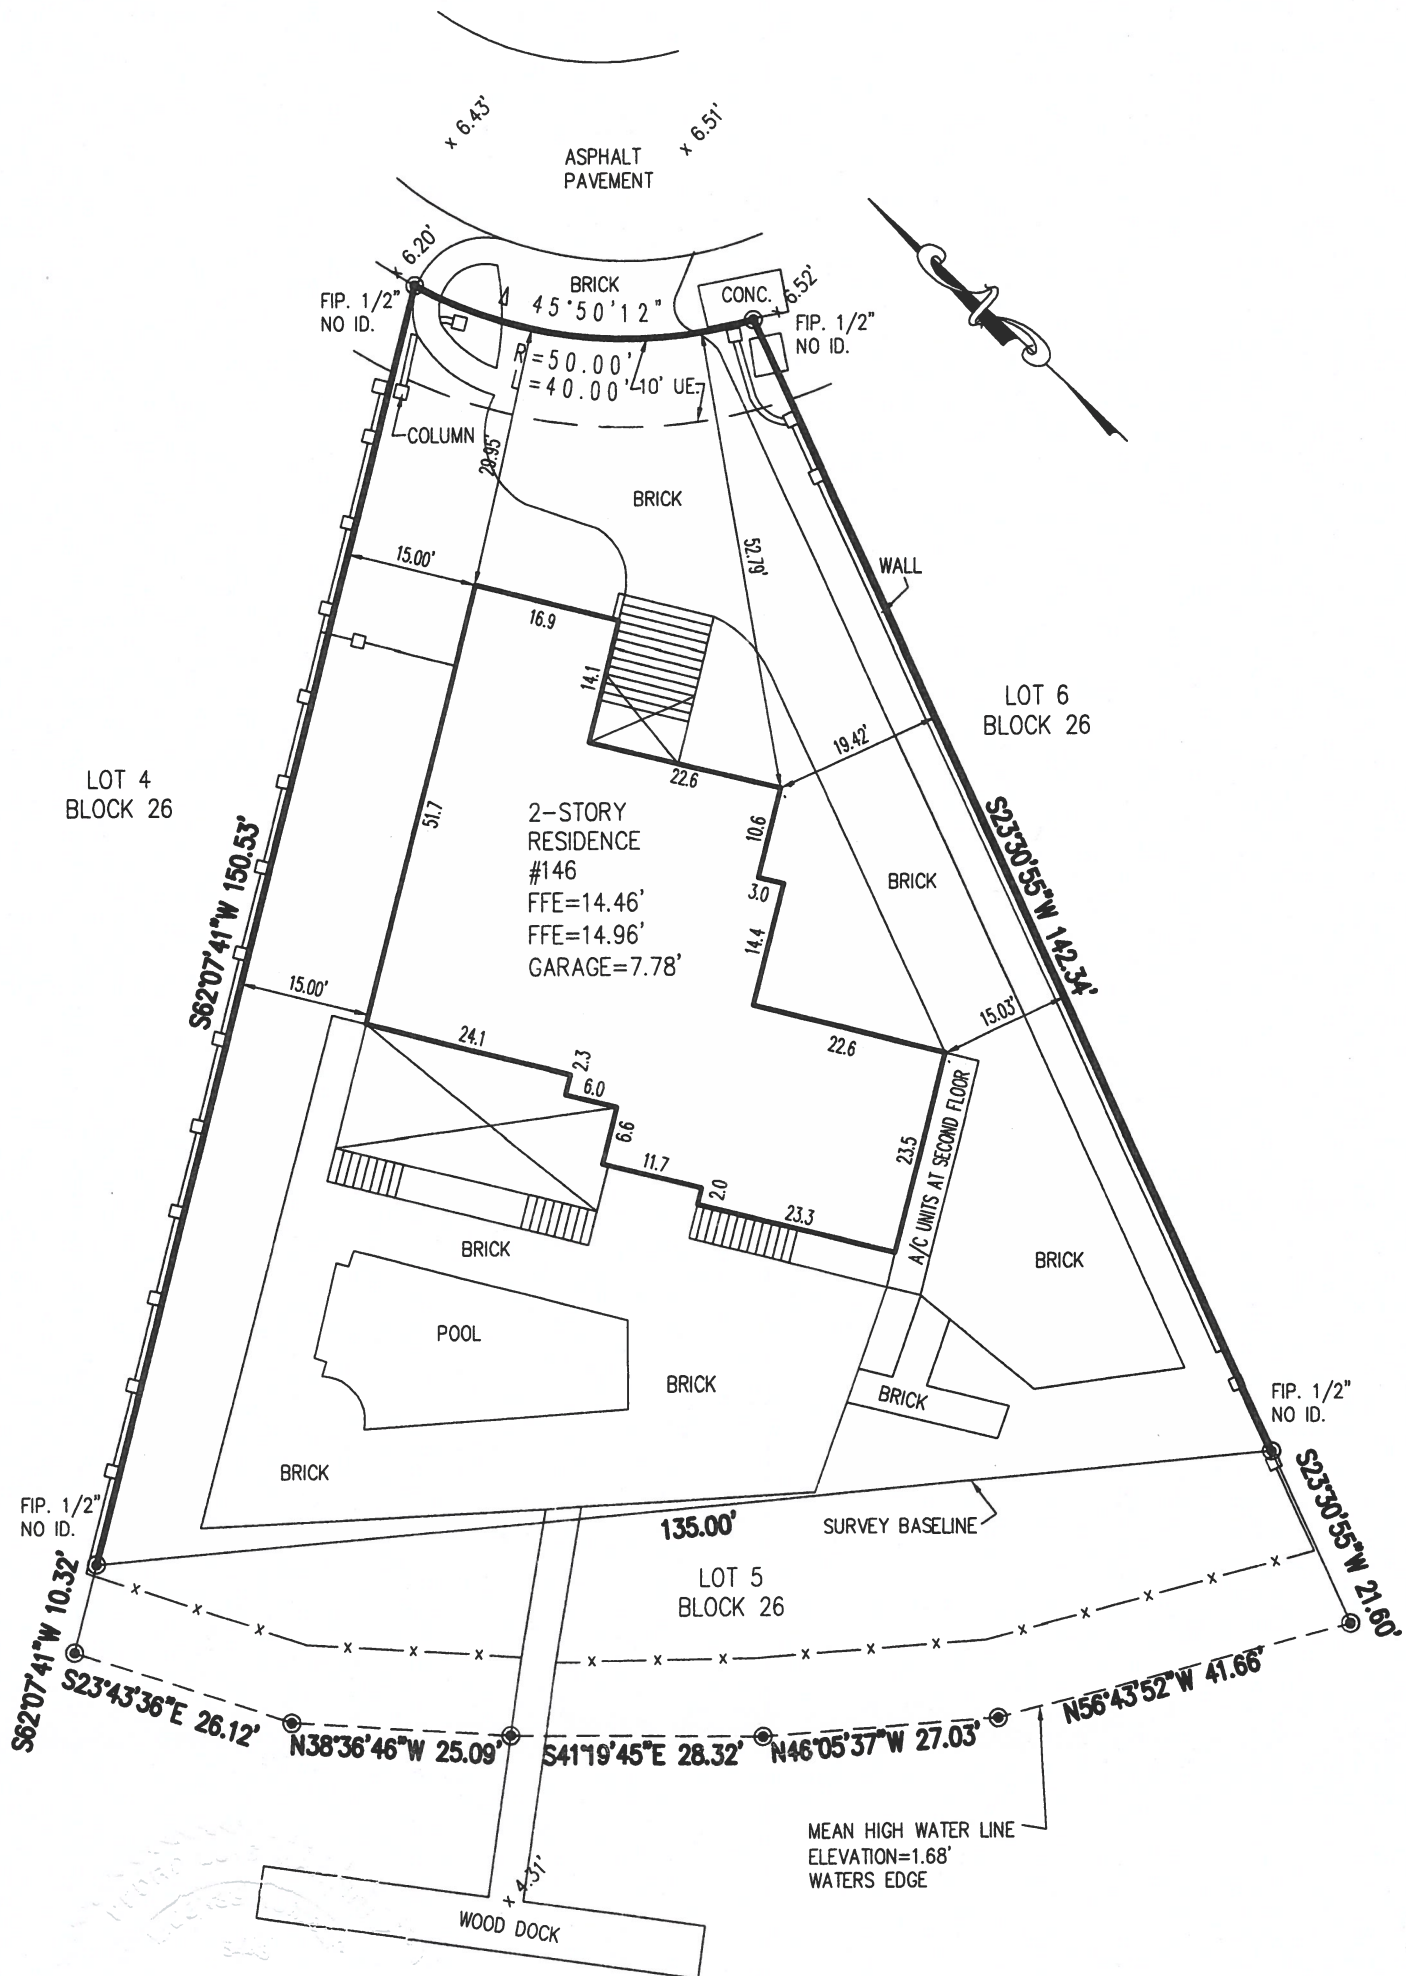 x 6.43'
x 6.51'
ASPHALT
PAVEMENT
x 6.20'
BRICK
CONC.
x 6.52'
FIP. 1/2"
NO ID.
Δ 45°50'12"
FIP. 1/2"
NO ID.
R=50.00'
L=40.00'
10' UE.
COLUMN
29.95'
BRICK
52.79'
15.00'
WALL
16.9
14.1
LOT 6
BLOCK 26
19.42'
22.6
LOT 4
BLOCK 26
51.7
2-STORY
RESIDENCE
#146
FFE=14.46'
FFE=14.96'
GARAGE=7.78'
10.6
3.0
14.4
BRICK
S23°30'55"W 142.34'
S62°07'41"W 150.53'
15.00'
15.03'
24.1
2.3
6.0
22.6
6.6
11.7
2.0
23.3
23.5
A/C UNITS AT SECOND FLOOR
BRICK
BRICK
POOL
BRICK
BRICK
FIP. 1/2"
NO ID.
BRICK
FIP. 1/2"
NO ID.
135.00'
SURVEY BASELINE
S23°30'55"W 21.60'
LOT 5
BLOCK 26
S62°07'41"W 10.32'
S23°43'36"E 26.12'
N38°36'46"W 25.09'
S41°19'45"E 28.32'
N46°05'37"W 27.03'
N56°43'52"W 41.66'
MEAN HIGH WATER LINE
ELEVATION=1.68'
WATERS EDGE
x 4.31'
WOOD DOCK